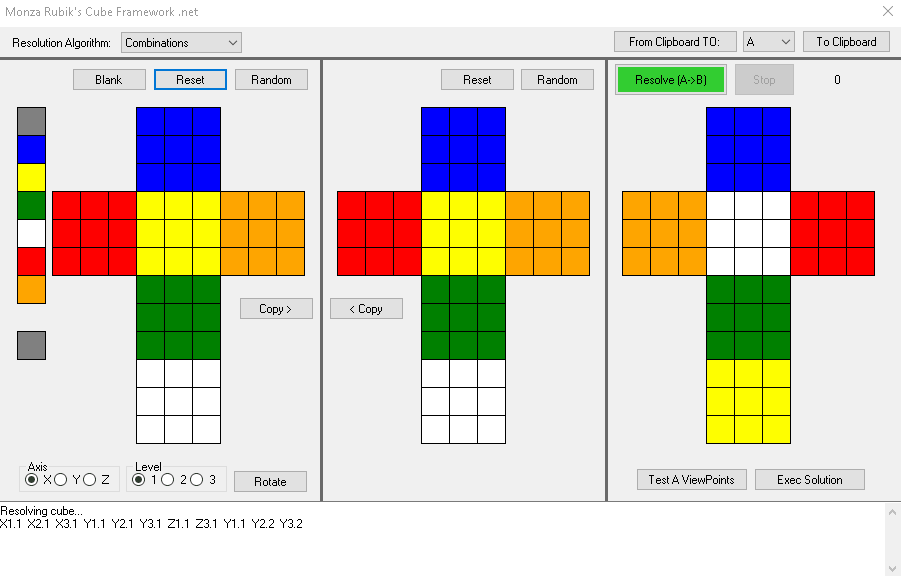 Monza Rubik's Cube Framework .net
Resolution Algorithm: Combinations From Clipboard TO: A To Clipboard
Blank Reset Random Reset Random Resolve (A->B) Stop 0
Copy > < Copy
Axis Level
X Y Z 1 2 3 Rotate Test A ViewPoints Exec Solution
Resolving cube...
X1.1 X2.1 X3.1 Y1.1 Y2.1 Y3.1 Z1.1 Z3.1 Y1.1 Y2.2 Y3.2